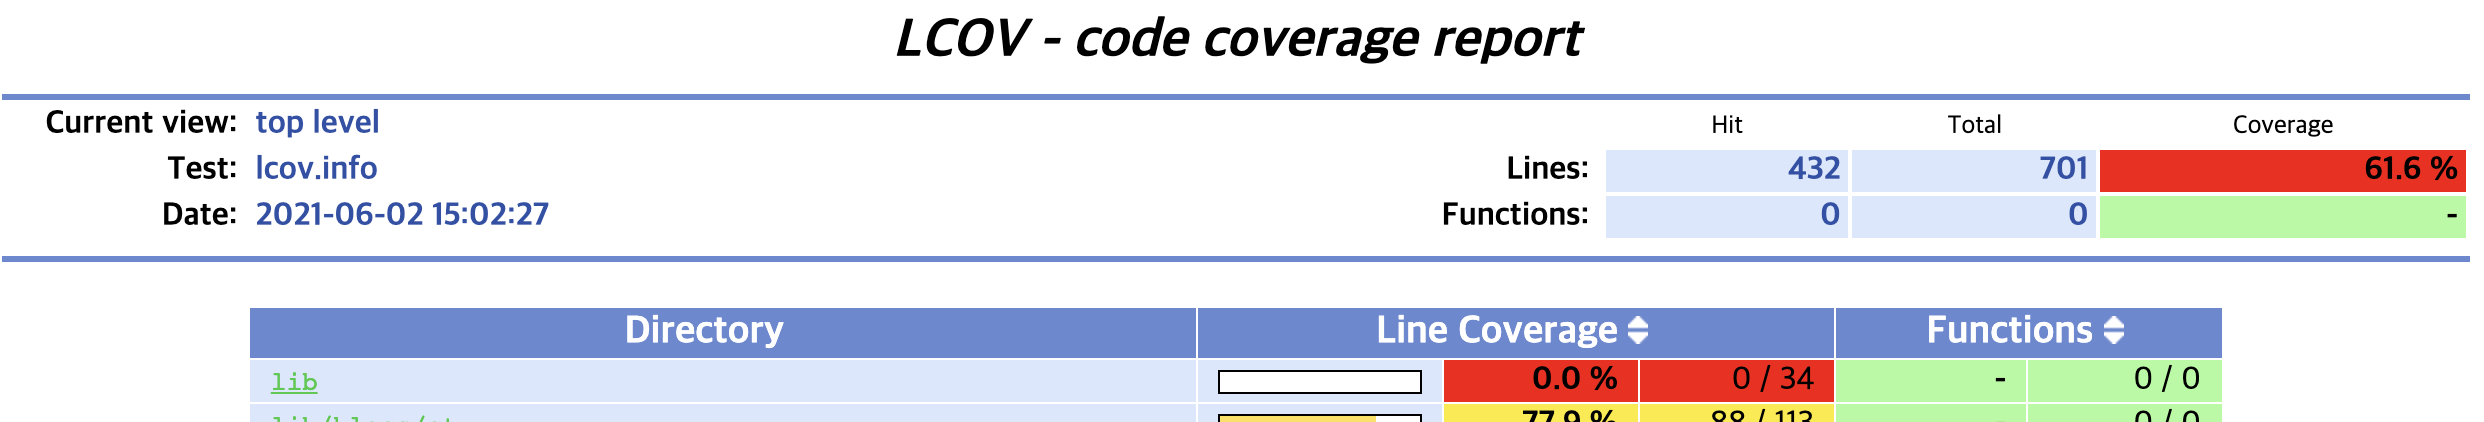 LCOV - code coverage report
Current view: top level
Hit Total Coverage
Test: lcov.info Lines: 432 701 61.6 %
Date: 2021-06-02 15:02:27 Functions: 0 0 -
Directory Line Coverage Functions
lib 0.0 % 0 / 34 - 0 / 0
77.9 % 88 / 113 - 0 / 0